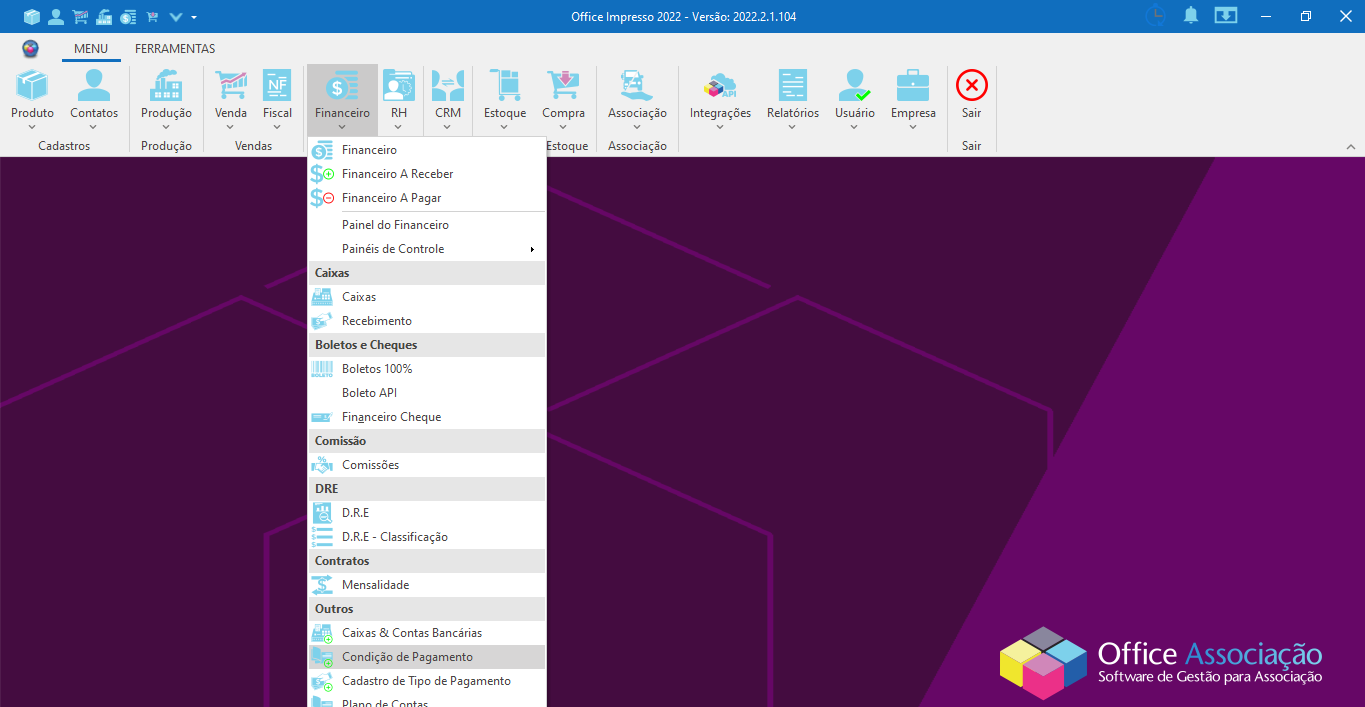 Office Impresso 2022 - Versão: 2022.2.1.104
MENU
FERRAMENTAS
Produto
Contatos
Produção
Venda
Fiscal
Financeiro
RH
CRM
Estoque
Compra
Associação
Integrações
Relatórios
Usuário
Empresa
Sair
Cadastros
Produção
Vendas
Estoque
Associação
Sair
Financeiro
Financeiro A Receber
Financeiro A Pagar
Painel do Financeiro
Painéis de Controle
Caixas
Caixas
Recebimento
Boletos e Cheques
Boletos 100%
Boleto API
Financeiro Cheque
Comissão
Comissões
DRE
D.R.E
D.R.E - Classificação
Contratos
Mensalidade
Outros
Caixas & Contas Bancárias
Condição de Pagamento
Cadastro de Tipo de Pagamento
Plano de Contas
Office Associação
Software de Gestão para Associação
NF
API
BOLETO